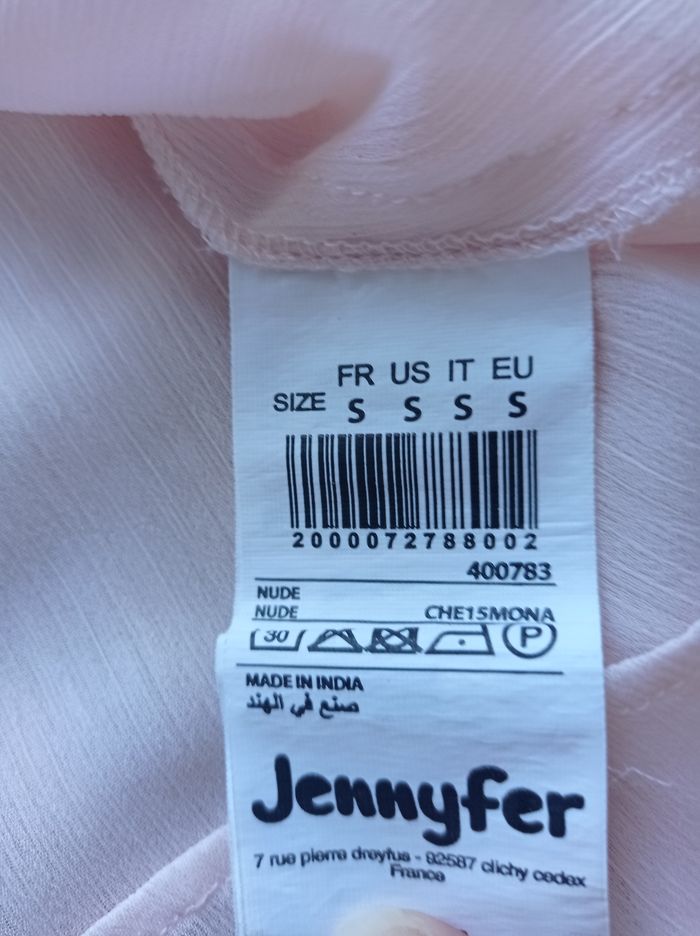 FR US IT EU
SIZE S S S S
2000072788002
400783
NUDE
NUDE CHE15MONA
30 P
MADE IN INDIA
صنع في الهند
Jennyfer
7 rue pierre dreyfus - 92587 clichy cedex
France